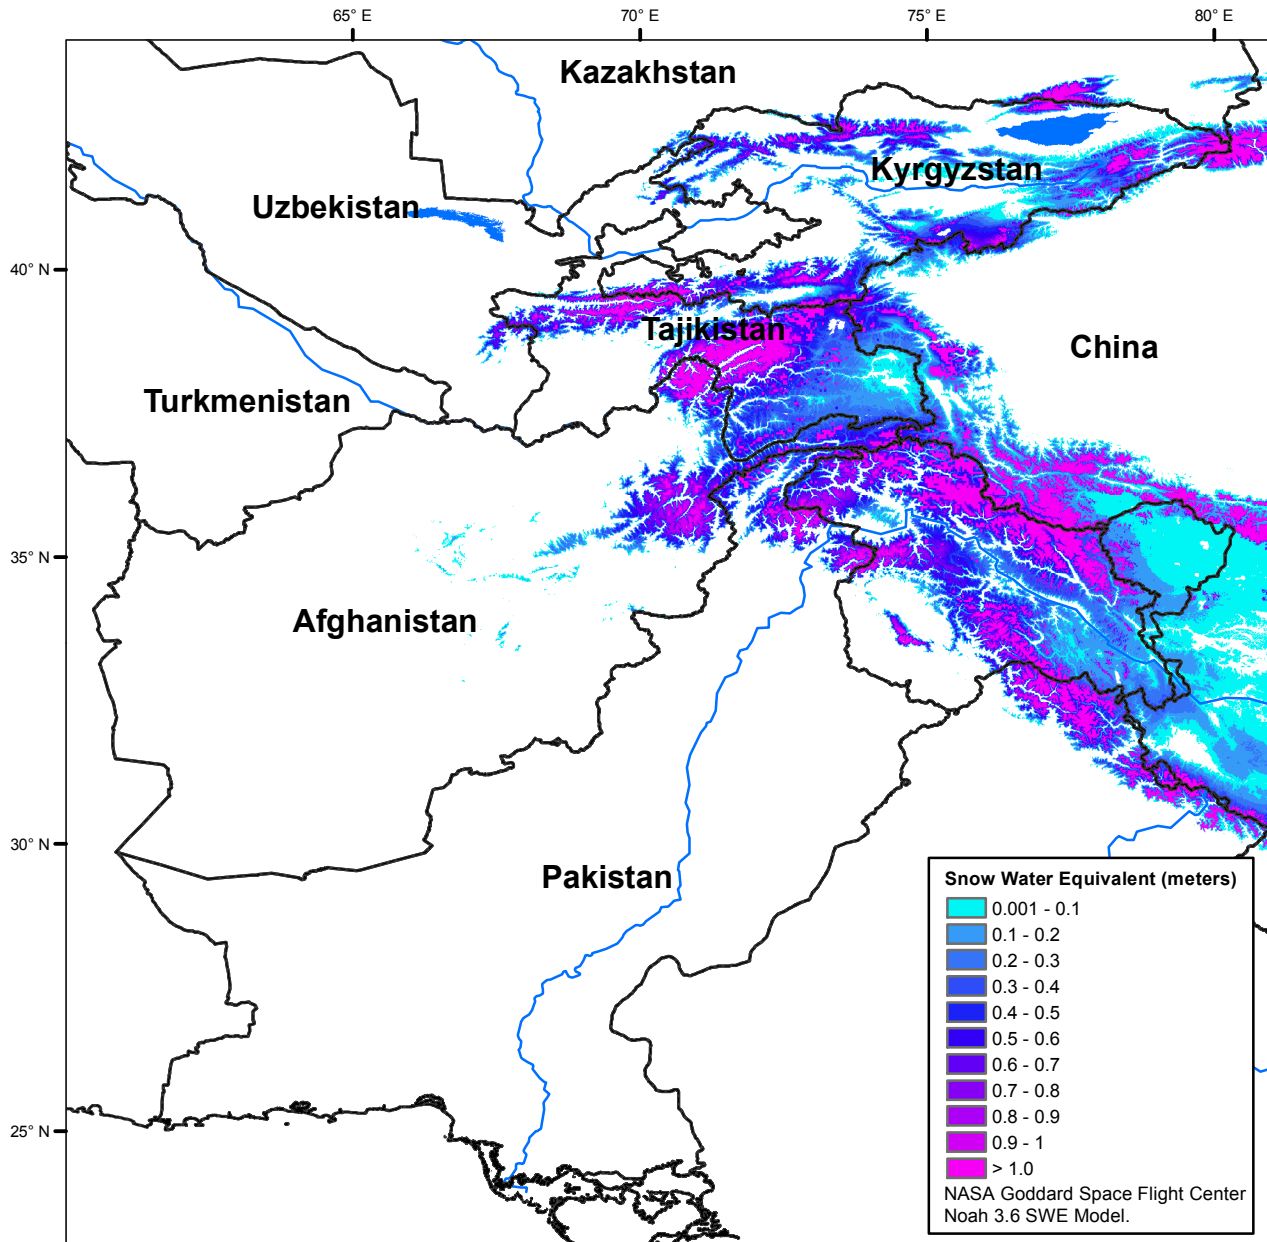 65° E
70° E
75° E
80° E
Kazakhstan
Kyrgyzstan
Uzbekistan
40° N
Tajikistan
China
Turkmenistan
35° N
Afghanistan
30° N
Pakistan
25° N
Snow Water Equivalent (meters)
0.001 - 0.1
0.1 - 0.2
0.2 - 0.3
0.3 - 0.4
0.4 - 0.5
0.5 - 0.6
0.6 - 0.7
0.7 - 0.8
0.8 - 0.9
0.9 - 1
> 1.0
NASA Goddard Space Flight Center
Noah 3.6 SWE Model.